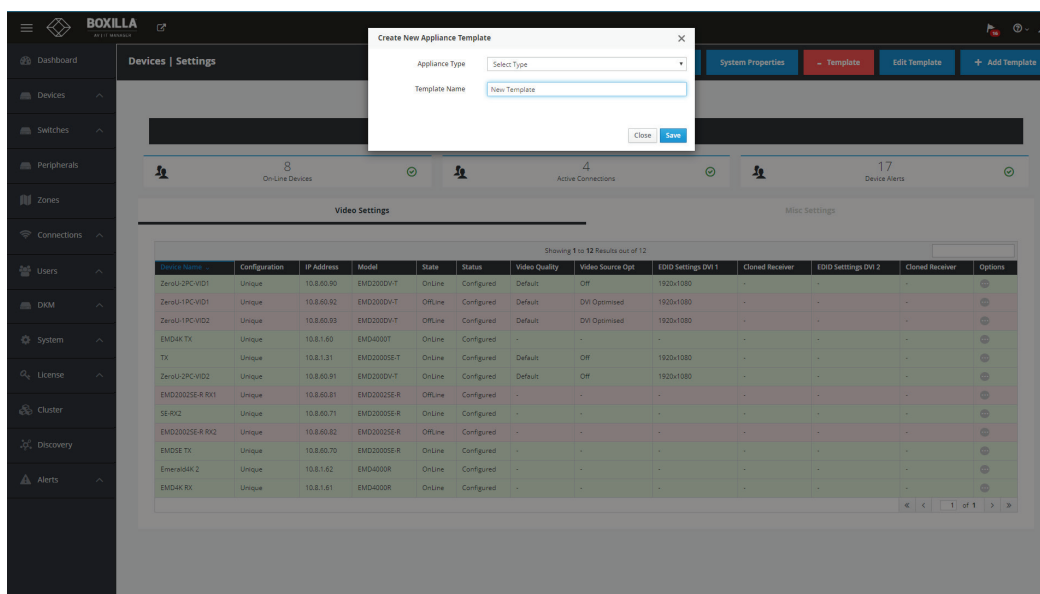 BOXILLA
Create New Appliance Template
Appliance Type Select Type
Template Name New Template
Close Save
Dashboard
Devices
Switches
Peripherals
Zones
Connections
Users
DKM
System
License
Cluster
Discovery
Alerts
Devices | Settings
System Properties - Template Edit Template + Add Template
8 4 17
On-Line Devices Active Connections Device Alerts
Video Settings Misc Settings
Showing 1 to 12 Results out of 12
Device Name Configuration IP Address Model State Status Video Quality Video Source Opt EDID Settings DVI 1 Cloned Receiver EDID Setttings DVI 2 Cloned Receiver Options
ZeroU-2PC-VID1 Unique 10.8.60.90 EMD200DV-T OnLine Configured Default Off 1920x1080 - - -
ZeroU-1PC-VID1 Unique 10.8.60.92 EMD200DV-T OffLine Configured Default DVI Optimised 1920x1080 - - -
ZeroU-1PC-VID2 Unique 10.8.60.93 EMD200DV-T OffLine Configured Default DVI Optimised 1920x1080 - - -
EMD4K TX Unique 10.8.1.60 EMD4000T OnLine Configured - - - - - -
TX Unique 10.8.1.31 EMD2000SE-T OnLine Configured Default Off 1920x1080 - - -
ZeroU-2PC-VID2 Unique 10.8.60.91 EMD200DV-T OnLine Configured Default Off 1920x1080 - - -
EMD2002SE-R RX1 Unique 10.8.60.81 EMD2002SE-R OffLine Configured - - - - - -
SE-RX2 Unique 10.8.60.71 EMD2000SE-R OnLine Configured - - - - - -
EMD2002SE-R RX2 Unique 10.8.60.82 EMD2002SE-R OffLine Configured - - - - - -
EMDSE TX Unique 10.8.60.70 EMD2000SE-R OnLine Configured - - - - - -
Emerald4K 2 Unique 10.8.1.62 EMD4000R OnLine Configured - - - - - -
EMD4K RX Unique 10.8.1.61 EMD4000R OnLine Configured - - - - - -
1 of 1